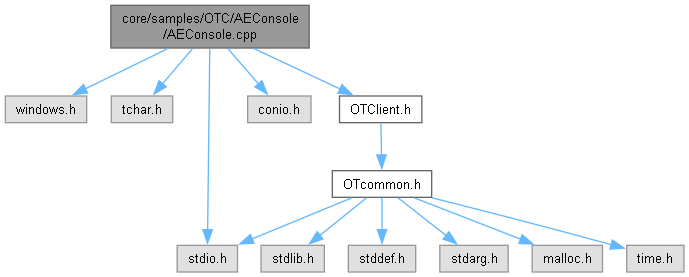 core/samples/OTC/AEConsole
/AEConsole.cpp
windows.h
tchar.h
conio.h
OTClient.h
OTcommon.h
stdio.h
stdlib.h
stddef.h
stdarg.h
malloc.h
time.h